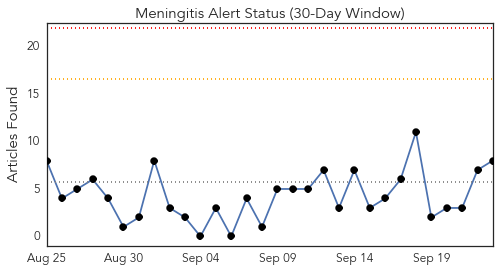 Meningitis Alert Status (30-Day Window)
Articles Found
20
15
10
5
0
Aug 25 Aug 30 Sep 04 Sep 09 Sep 14 Sep 19